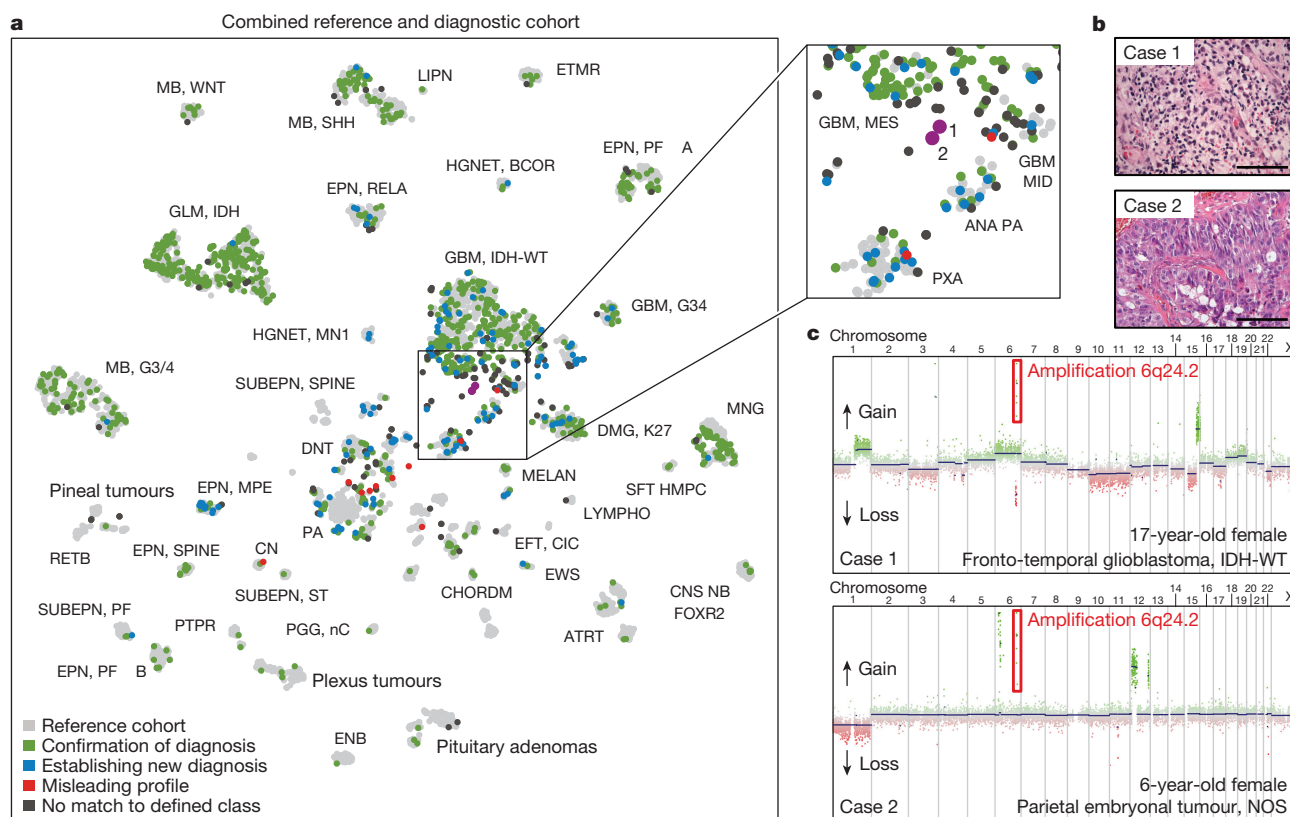 a
Combined reference and diagnostic cohort
MB, WNT
MB, SHH
LIPN
ETMR
HGNET, BCOR
EPN, PF A
EPN, RELA
GLM, IDH
GBM, IDH-WT
GBM, G34
HGNET, MN1
MB, G3/4
SUBEPN, SPINE
MNG
DMG, K27
DNT
MELAN
SFT HMPC
Pineal tumours
EPN, MPE
LYMPHO
PA
RETB
EPN, SPINE
CN
EFT, CIC
EWS
SUBEPN, ST
CHORDM
CNS NB
FOXR2
SUBEPN, PF
PTPR
PGG, nC
ATRT
EPN, PF B
Plexus tumours
Pituitary adenomas
ENB
Reference cohort
Confirmation of diagnosis
Establishing new diagnosis
Misleading profile
No match to defined class
GBM, MES
1
2
GBM
MID
ANA PA
PXA
b
Case 1
Case 2
c
Chromosome
1 2 3 4 5 6 7 8 9 10 11 12 13 14 15 16 17 18 19 20 21 22 X
Amplification 6q24.2
Gain
Loss
17-year-old female
Case 1
Fronto-temporal glioblastoma, IDH-WT
Chromosome
1 2 3 4 5 6 7 8 9 10 11 12 13 14 15 16 17 18 19 20 21 22 X
Amplification 6q24.2
Gain
Loss
6-year-old female
Case 2
Parietal embryonal tumour, NOS